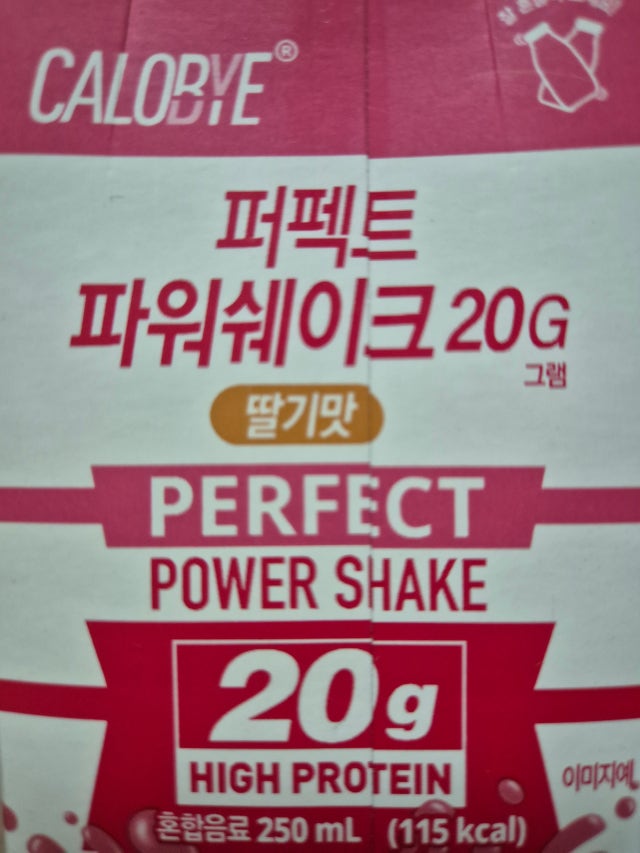 CALOBYE®
퍼펙트
파워쉐이크 20G
그램
딸기맛
PERFECT
POWER SHAKE
20g
HIGH PROTEIN
이미지예
혼합음료 250 mL (115 kcal)